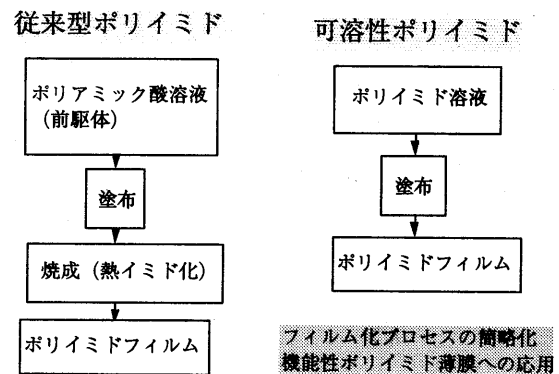 従来型ポリイミド
ポリアミック酸溶液
（前駆体）
塗布
焼成（熱イミド化）
ポリイミドフィルム
可溶性ポリイミド
ポリイミド溶液
塗布
ポリイミドフィルム
フィルム化プロセスの簡略化
機能性ポリイミド薄膜への応用